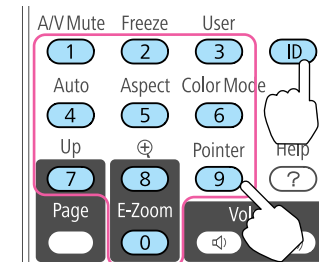 A/V Mute Freeze User
1 2 3 ID
Auto Aspect Color Mode
4 5 6
Up Pointer Help
7 8 9 ?
Page E-Zoom Vol
0